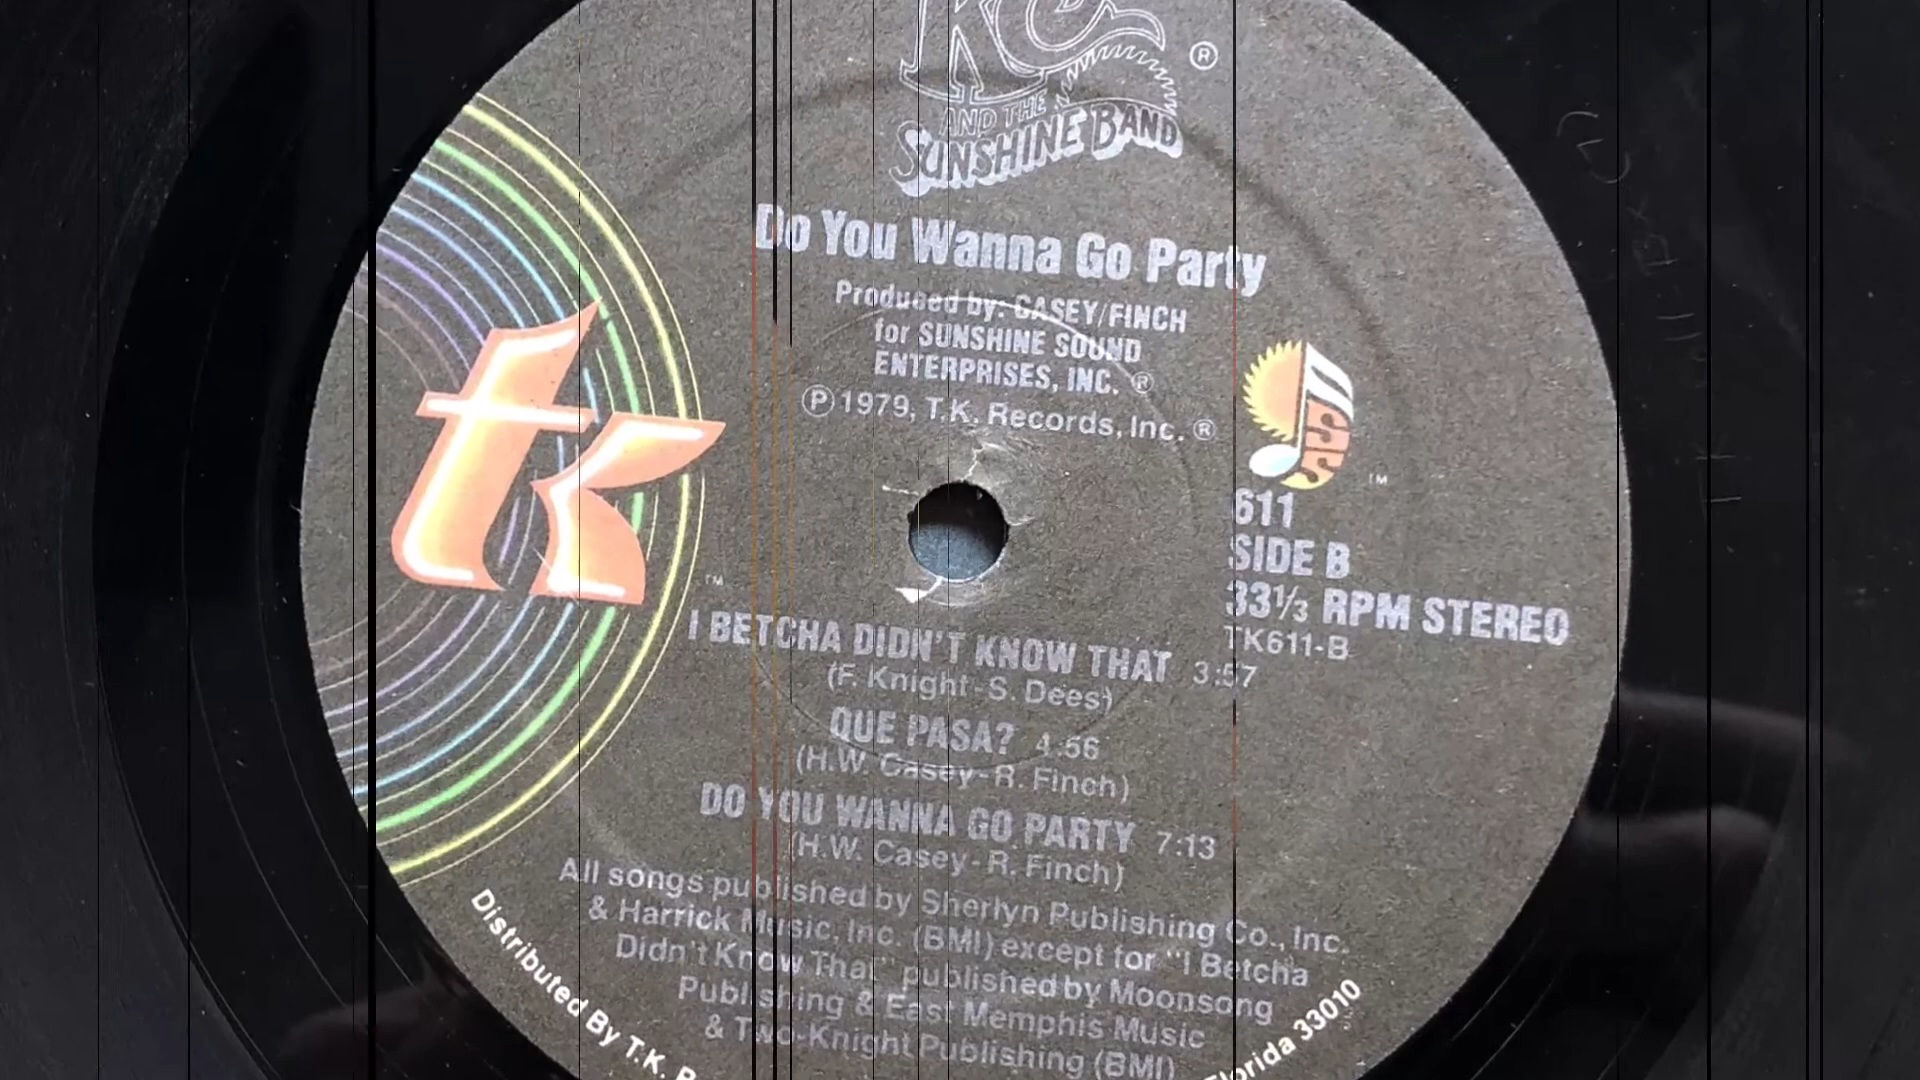 KC
AND THE
SUNSHINE BAND
®
Do You Wanna Go Party
Produced by: CASEY/FINCH
for SUNSHINE SOUND
ENTERPRISES, INC. ®
℗1979, T.K. Records, Inc. ®
tk
TM
TM
611
SIDE B
33⅓ RPM STEREO
TK611-B
I BETCHA DIDN'T KNOW THAT 3:57
(F. Knight-S. Dees)
QUE PASA? 4:56
(H.W. Casey-R. Finch)
DO YOU WANNA GO PARTY 7:13
(H.W. Casey-R. Finch)
All songs published by Sherlyn Publishing Co., Inc.
& Harrick Music, Inc. (BMI) except for "I Betcha
Didn't Know That" published by Moonsong
Publishing & East Memphis Music
& Two-Knight Publishing (BMI)
Distributed By T.K.
Florida 33010